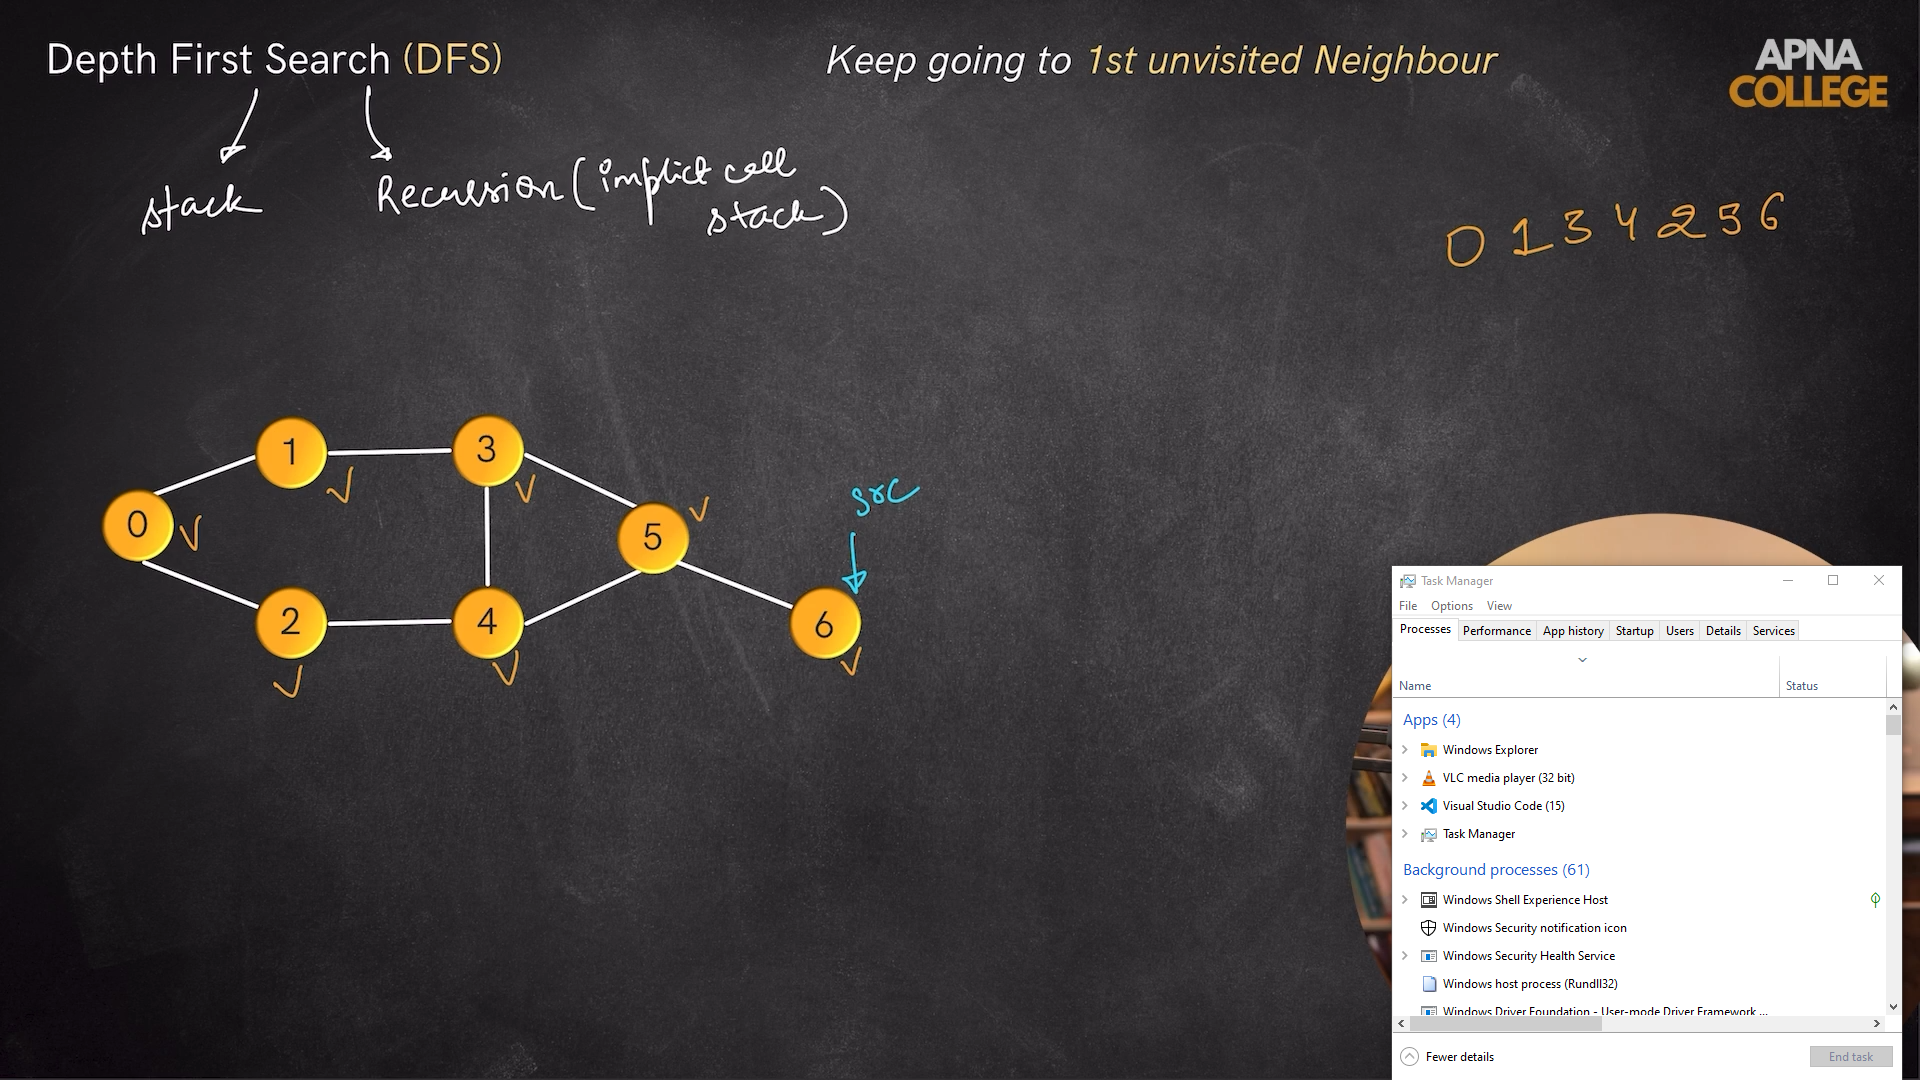 Depth First Search (DFS)
Keep going to 1st unvisited Neighbour
APNA
COLLEGE
stack
Recursion (implict call
stack)
0 1 3 4 2 5 6
1
3
0
5
2
4
6
src
Task Manager
File Options View
Processes Performance App history Startup Users Details Services
Name Status
Apps (4)
Windows Explorer
VLC media player (32 bit)
Visual Studio Code (15)
Task Manager
Background processes (61)
Windows Shell Experience Host
Windows Security notification icon
Windows Security Health Service
Windows host process (Rundll32)
Windows Driver Foundation - User-mode Driver Framework ...
Fewer details
End task